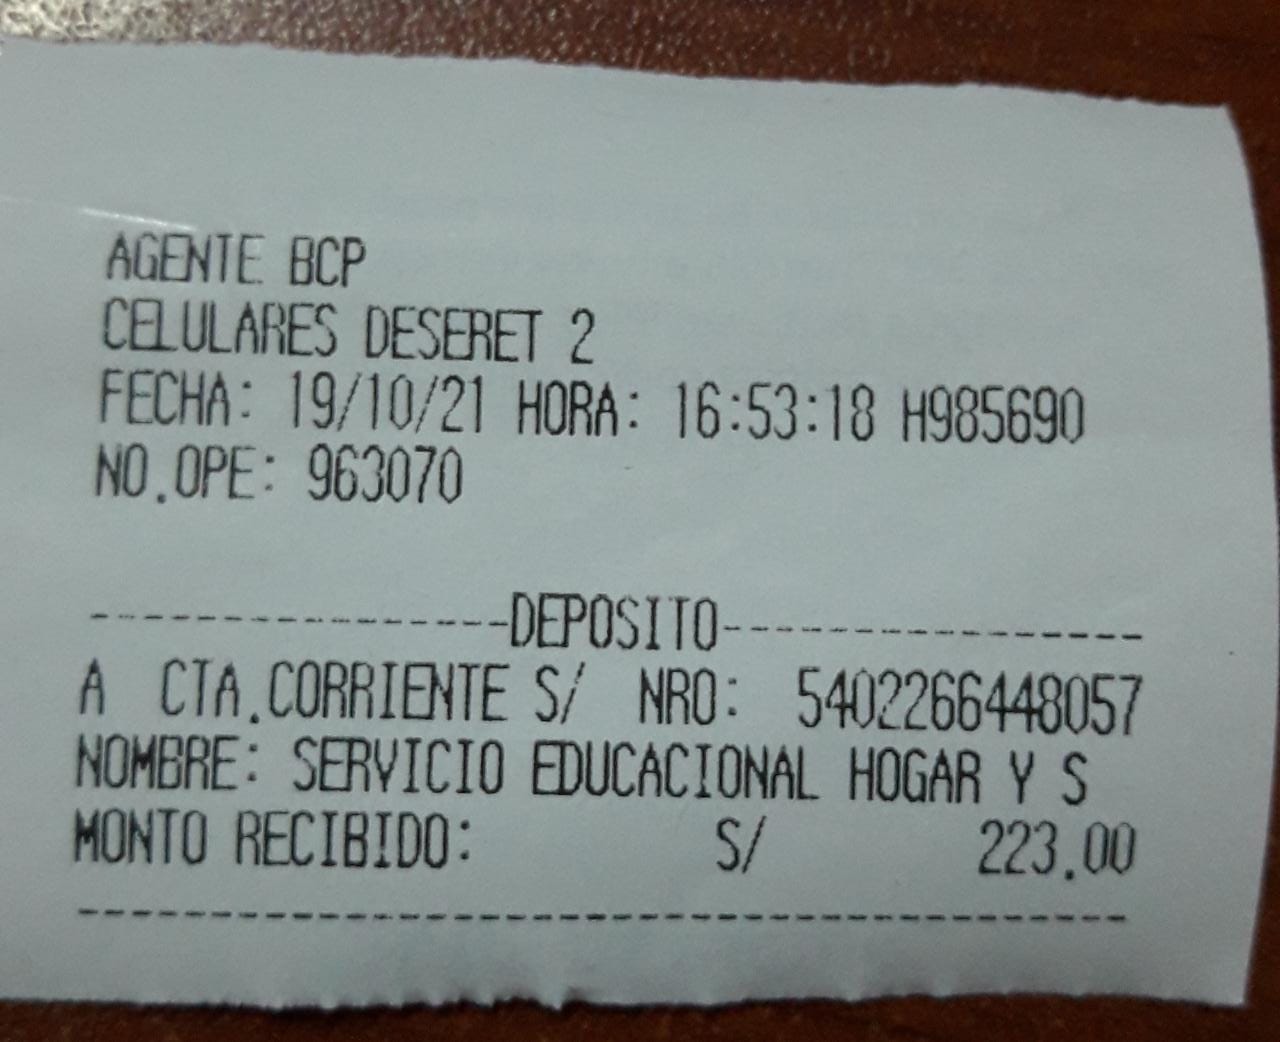 AGENTE BCP
CELULARES DESERET 2
FECHA: 19/10/21 HORA: 16:53:18 H985690
NO.OPE: 963070
----------------DEPOSITO----------------
A CTA.CORRIENTE S/ NRO: 5402266448057
NOMBRE: SERVICIO EDUCACIONAL HOGAR Y S
MONTO RECIBIDO: S/ 223.00
----------------------------------------